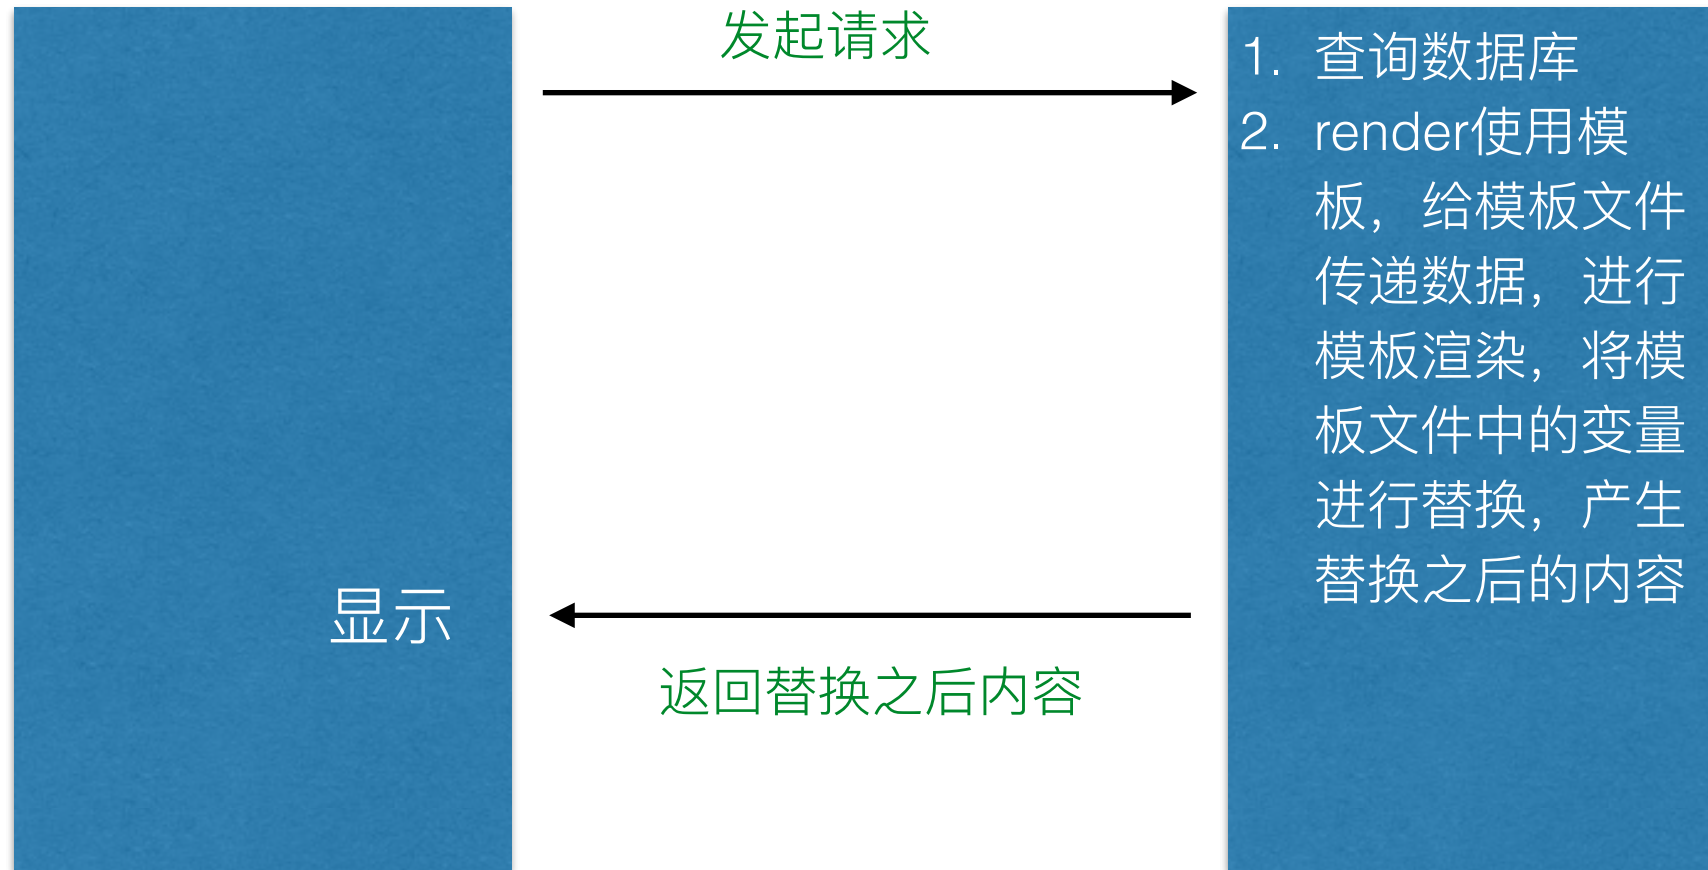 发起请求
1. 查询数据库
2. render使用模
板，给模板文件
传递数据，进行
模板渲染，将模
板文件中的变量
进行替换，产生
替换之后的内容
显示
返回替换之后内容